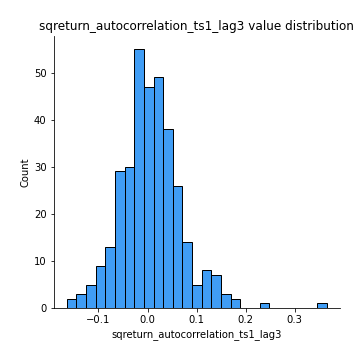 sqreturn_autocorrelation_ts1_lag3 value distribution
50
40
30
20
10
0
Count
−0.1 0.0 0.1 0.2 0.3
sqreturn_autocorrelation_ts1_lag3